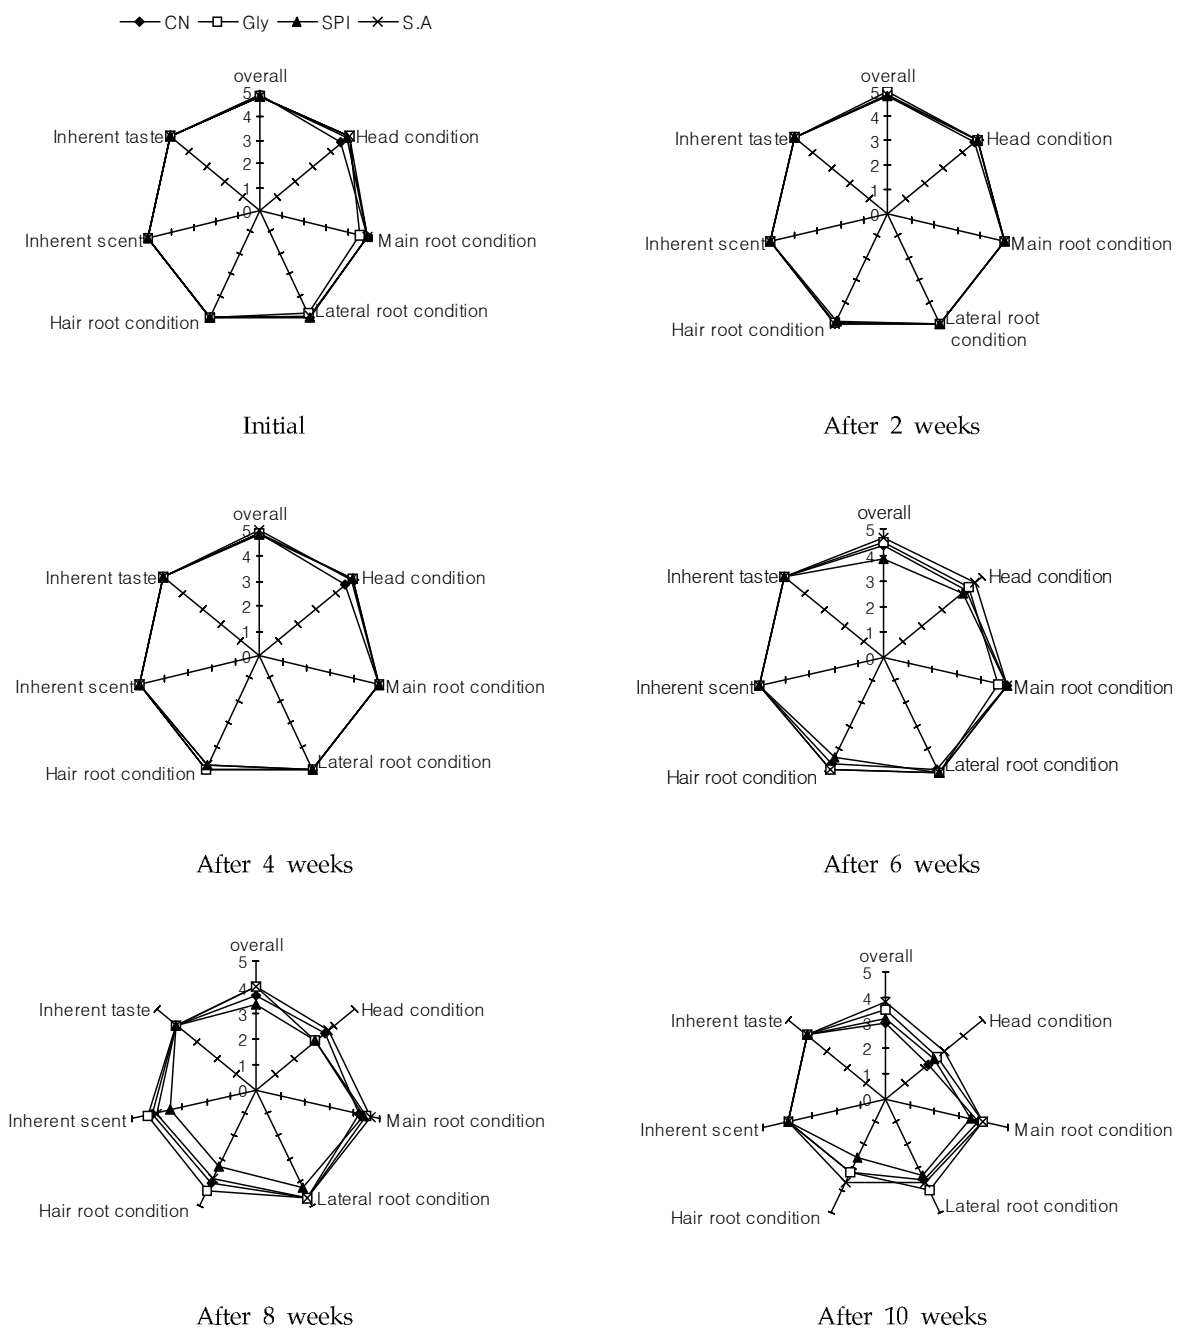 CN Gly SPI S.A
overall
5
4
3
2
1
0
Inherent taste
Head condition
Inherent scent
Main root condition
Hair root condition
Lateral root condition
Initial
overall
5
4
3
2
1
0
Inherent taste
Head condition
Inherent scent
Main root condition
Hair root condition
Lateral root
condition
After 2 weeks
overall
5
4
3
2
1
0
Inherent taste
Head condition
Inherent scent
Main root condition
Hair root condition
Lateral root condition
After 4 weeks
overall
5
4
3
2
1
0
Inherent taste
Head condition
Inherent scent
Main root condition
Hair root condition
Lateral root condition
After 6 weeks
overall
5
4
3
2
1
0
Inherent taste
Head condition
Inherent scent
Main root condition
Hair root condition
Lateral root condition
After 8 weeks
overall
5
4
3
2
1
0
Inherent taste
Head condition
Inherent scent
Main root condition
Hair root condition
Lateral root condition
After 10 weeks